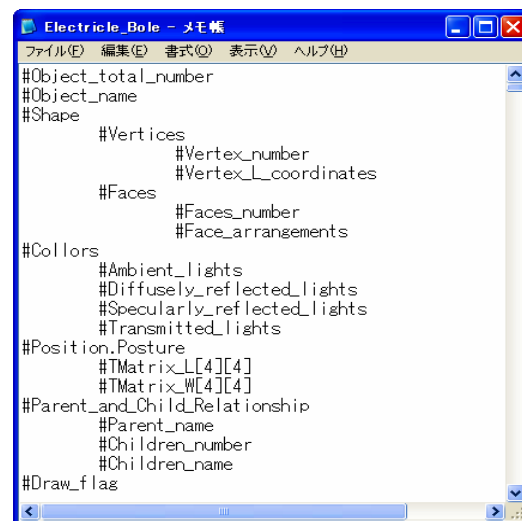 Electricle_Bole - メモ帳
ファイル(F) 編集(E) 書式(O) 表示(V) ヘルプ(H)
#Object_total_number
#Object_name
#Shape
#Vertices
#Vertex_number
#Vertex_L_coordinates
#Faces
#Faces_number
#Face_arrangements
#Collors
#Ambient_lights
#Diffusely_reflected_lights
#Specularly_reflected_lights
#Transmitted_lights
#Position.Posture
#TMatrix_L[4][4]
#TMatrix_W[4][4]
#Parent_and_Child_Relationship
#Parent_name
#Children_number
#Children_name
#Draw_flag